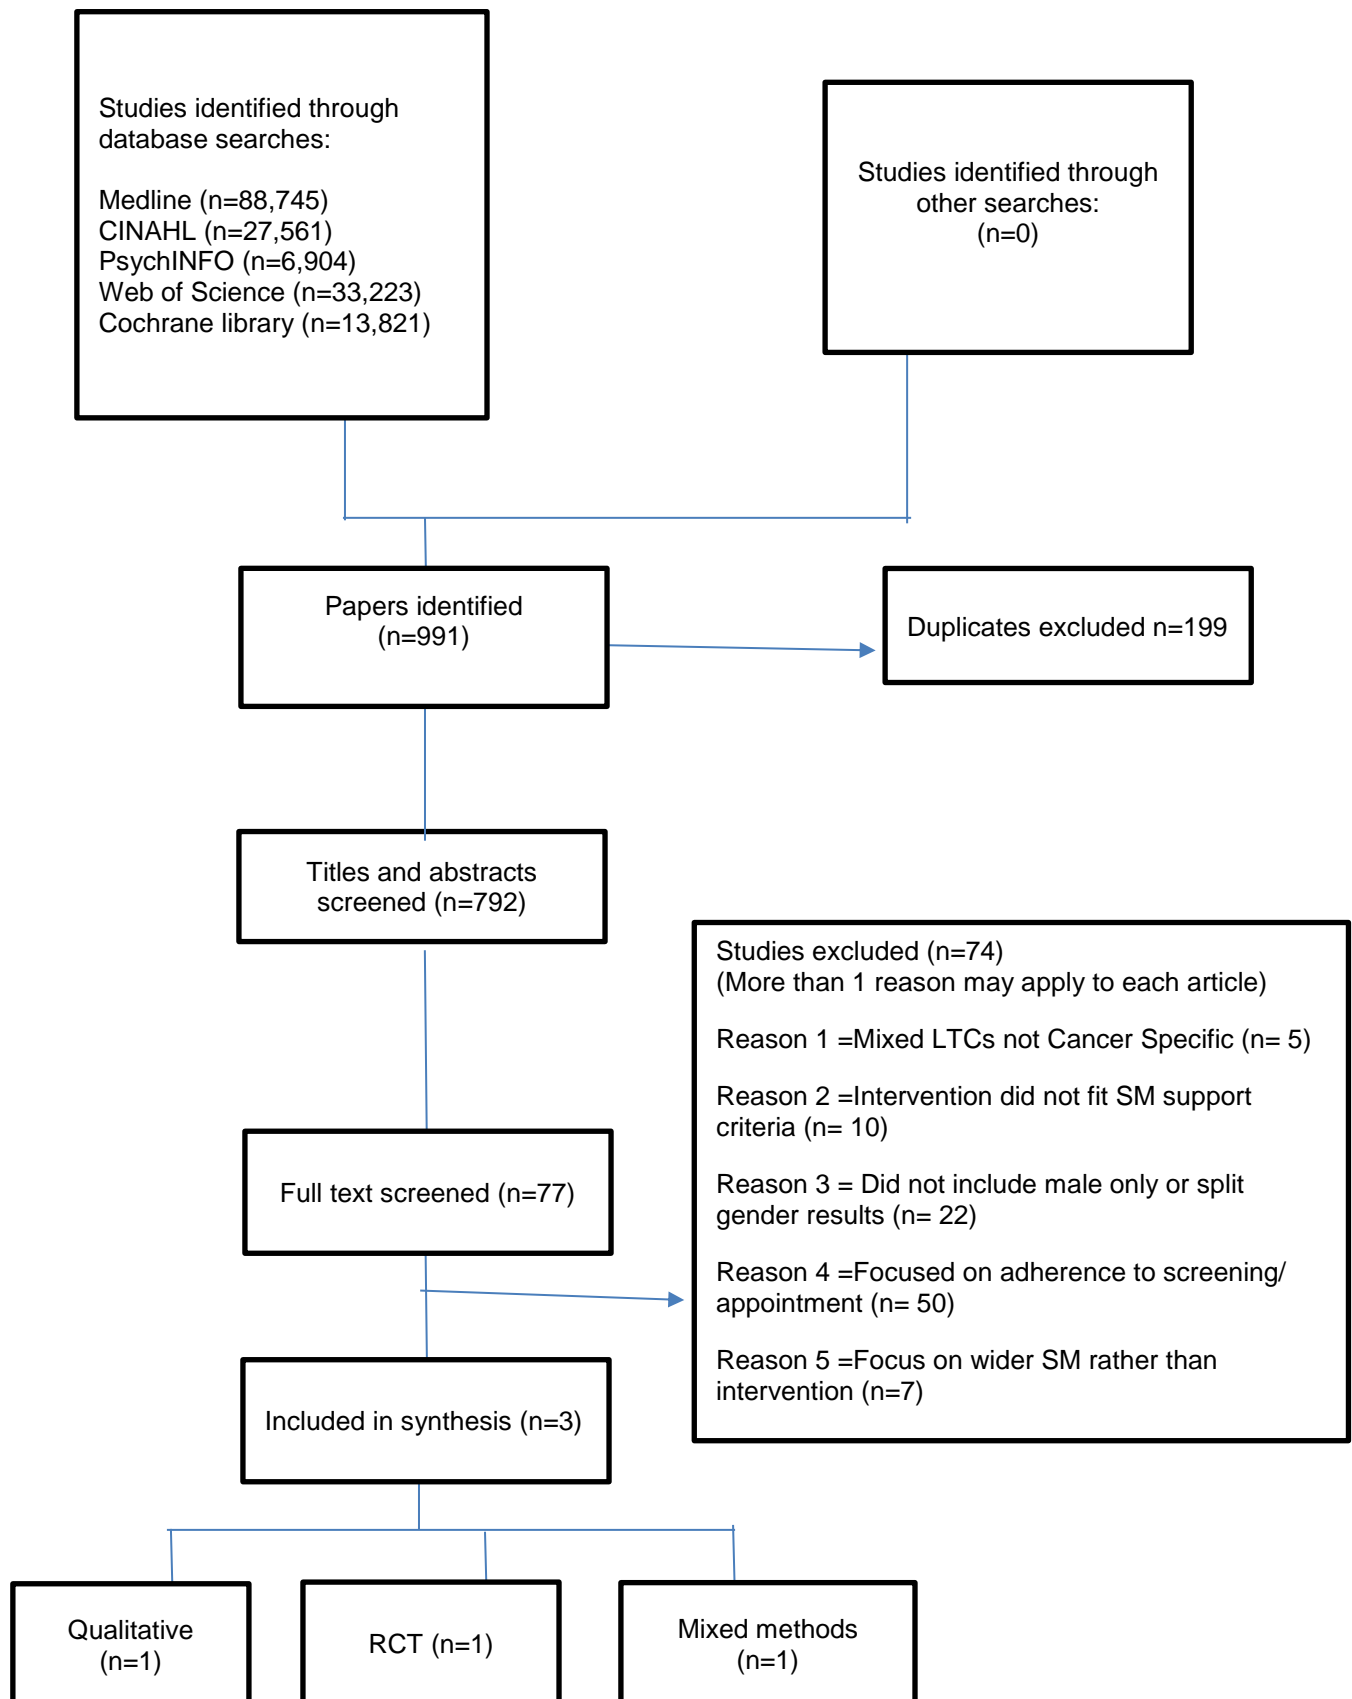 Studies identified through
database searches:
Medline (n=88,745)
CINAHL (n=27,561)
PsychINFO (n=6,904)
Web of Science (n=33,223)
Cochrane library (n=13,821)
Studies identified through
other searches:
(n=0)
Papers identified
(n=991)
Duplicates excluded n=199
Titles and abstracts
screened (n=792)
Studies excluded (n=74)
(More than 1 reason may apply to each article)
Reason 1 =Mixed LTCs not Cancer Specific (n= 5)
Reason 2 =Intervention did not fit SM support
criteria (n= 10)
Reason 3 = Did not include male only or split
gender results (n= 22)
Reason 4 =Focused on adherence to screening/
appointment (n= 50)
Reason 5 =Focus on wider SM rather than
intervention (n=7)
Full text screened (n=77)
Included in synthesis (n=3)
Qualitative
(n=1)
RCT (n=1)
Mixed methods
(n=1)